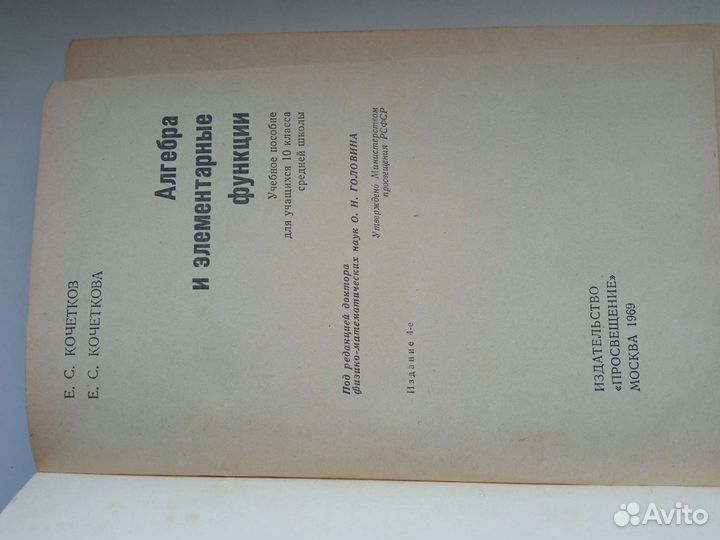 Е. С. КОЧЕТКОВ
Е. С. КОЧЕТКОВА
Алгебра
и элементарные
функции
Учебное пособие
для учащихся 10 класса
средней школы
Под редакцией доктора
физико-математических наук О. Н. ГОЛОВИНА
Утверждено Министерством
просвещения РСФСР
Издание 4-е
ИЗДАТЕЛЬСТВО
«ПРОСВЕЩЕНИЕ»
МОСКВА 1969
Avito